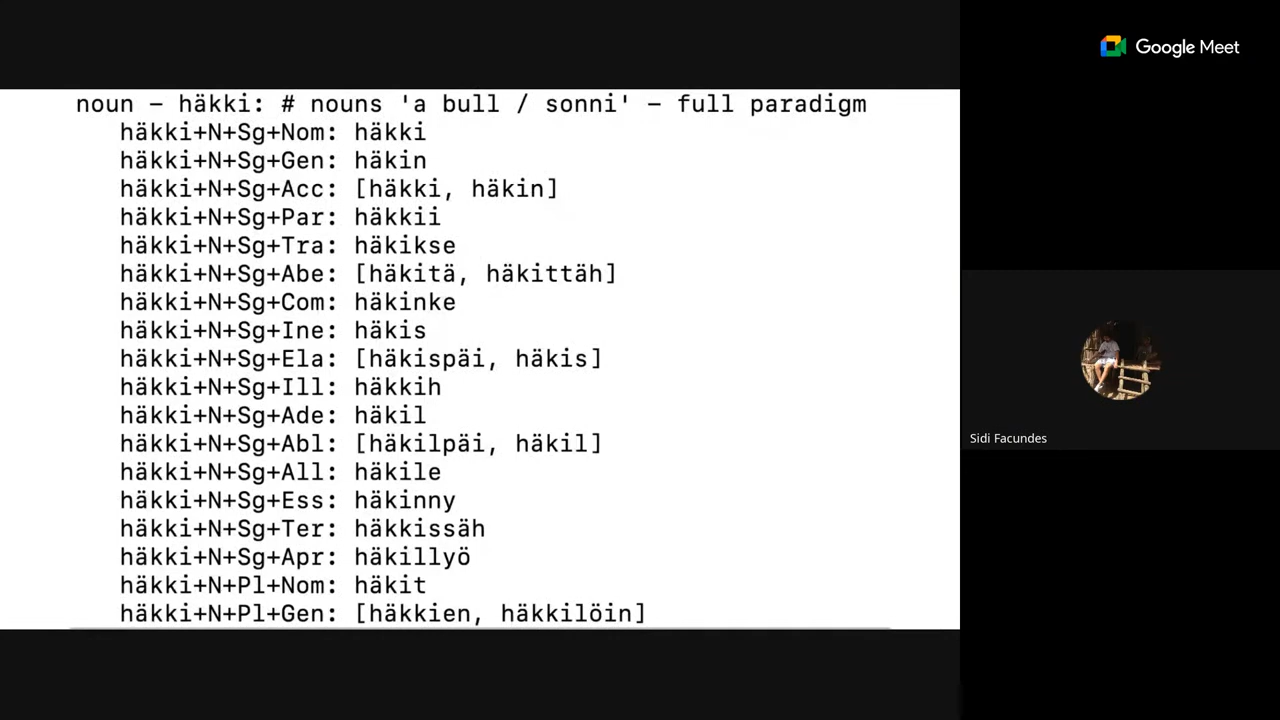 Google Meet
noun – häkki: # nouns 'a bull / sonni' – full paradigm
häkki+N+Sg+Nom: häkki
häkki+N+Sg+Gen: häkin
häkki+N+Sg+Acc: [häkki, häkin]
häkki+N+Sg+Par: häkkii
häkki+N+Sg+Tra: häkikse
häkki+N+Sg+Abe: [häkitä, häkittäh]
häkki+N+Sg+Com: häkinke
häkki+N+Sg+Ine: häkis
häkki+N+Sg+Ela: [häkispäi, häkis]
häkki+N+Sg+Ill: häkkih
häkki+N+Sg+Ade: häkil
häkki+N+Sg+Abl: [häkilpäi, häkil]
häkki+N+Sg+All: häkile
häkki+N+Sg+Ess: häkinny
häkki+N+Sg+Ter: häkkissäh
häkki+N+Sg+Apr: häkillyö
häkki+N+Pl+Nom: häkit
häkki+N+Pl+Gen: [häkkien, häkkilöin]
Sidi Facundes